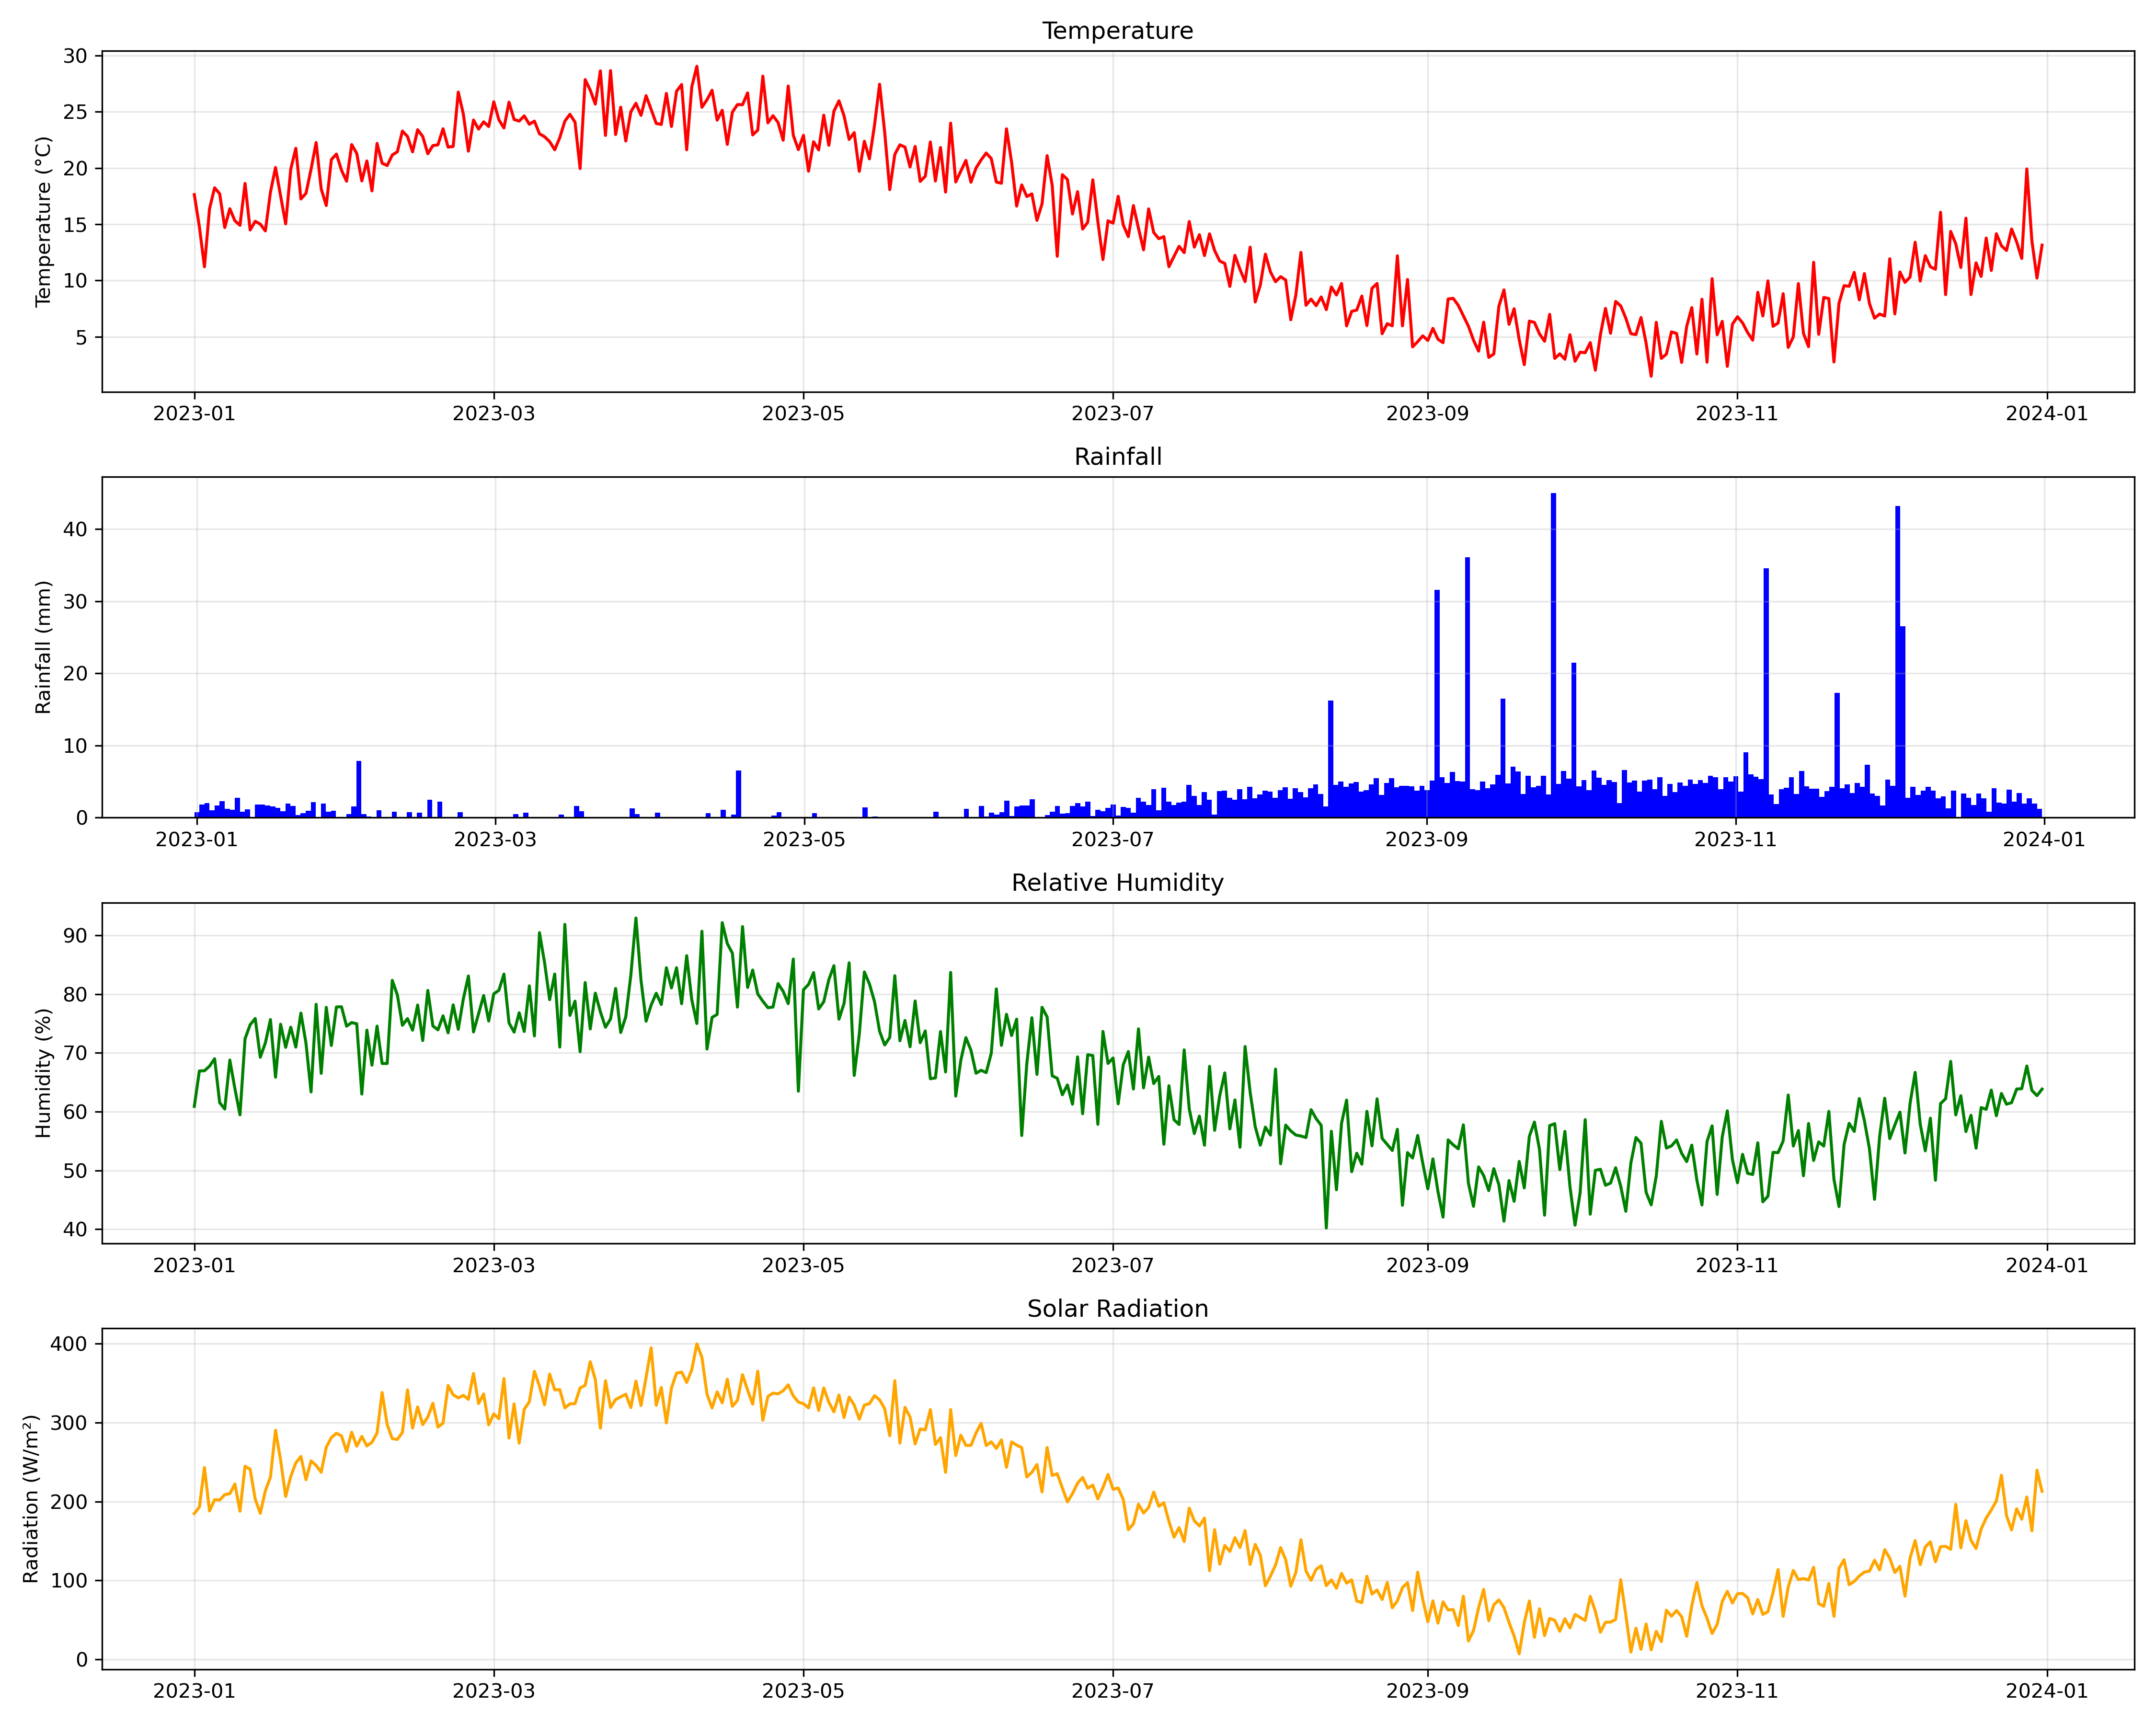 Temperature
Temperature (°C)
30
25
20
15
10
5
2023-01 2023-03 2023-05 2023-07 2023-09 2023-11 2024-01
Rainfall
Rainfall (mm)
40
30
20
10
0
2023-01 2023-03 2023-05 2023-07 2023-09 2023-11 2024-01
Relative Humidity
Humidity (%)
90
80
70
60
50
40
2023-01 2023-03 2023-05 2023-07 2023-09 2023-11 2024-01
Solar Radiation
Radiation (W/m²)
400
300
200
100
0
2023-01 2023-03 2023-05 2023-07 2023-09 2023-11 2024-01